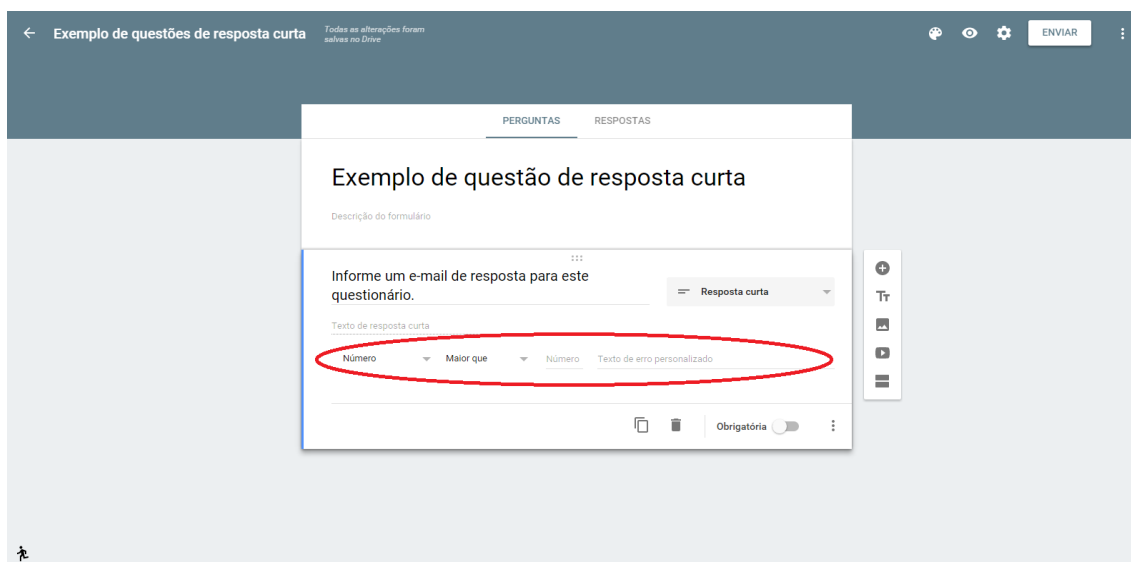 Exemplo de questões de resposta curta
Todas as alterações foram
salvas no Drive
ENVIAR
PERGUNTAS
RESPOSTAS
Exemplo de questão de resposta curta
Descrição do formulário
Informe um e-mail de resposta para este
questionário.
Resposta curta
Tт
Texto de resposta curta
Número
Maior que
Número
Texto de erro personalizado
Obrigatória